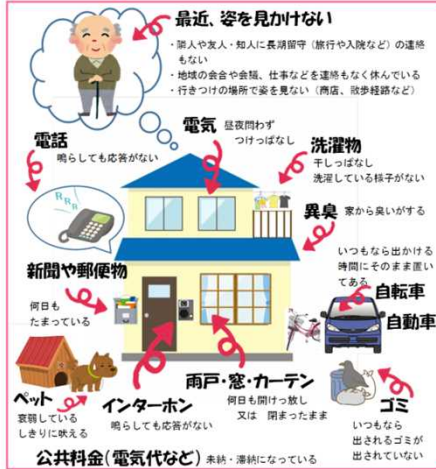 最近、姿を見かけない
・隣人や友人・知人に長期留守（旅行や入院など）の連絡
もない
・地域の会合や会議、仕事などを連絡もなく休んでいる
・行きつけの場所で姿を見ない（商店、散歩経路など）
電話
鳴らしても応答がない
電気
昼夜問わず
つけっぱなし
洗濯物
干しっぱなし
洗濯している様子がない
RRR
異臭
家から臭いがする
新聞や郵便物
何日も
たまっている
いつもなら出かける
時間にそのまま置い
てある
自転車
自動車
ペット
衰弱している
しきりに吠える
インターホン
鳴らしても応答がない
雨戸・窓・カーテン
何日も開けっ放し
又は 閉まったまま
ゴミ
いつもなら
出されるゴミが
出されていない
公共料金（電気代など）
未納・滞納になっている